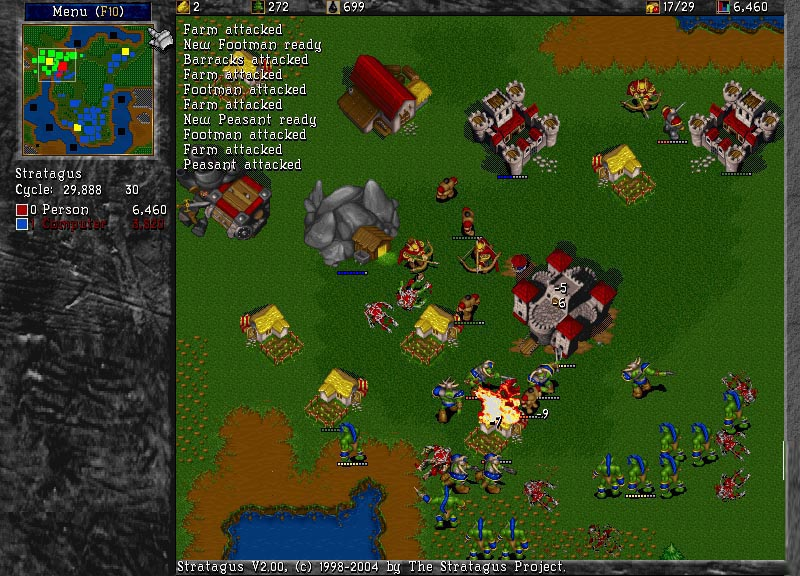 Menu (F10)
2 272 699 17/29 6,460
Farm attacked
New Footman ready
Barracks attacked
Farm attacked
Footman attacked
Farm attacked
New Peasant ready
Footman attacked
Farm attacked
Peasant attacked
Stratagus
Cycle: 29,888 30
0 Person 6,460
1 Computer
-5
-6
-9
-7
Stratagus V2.00, (c) 1998-2004 by The Stratagus Project.